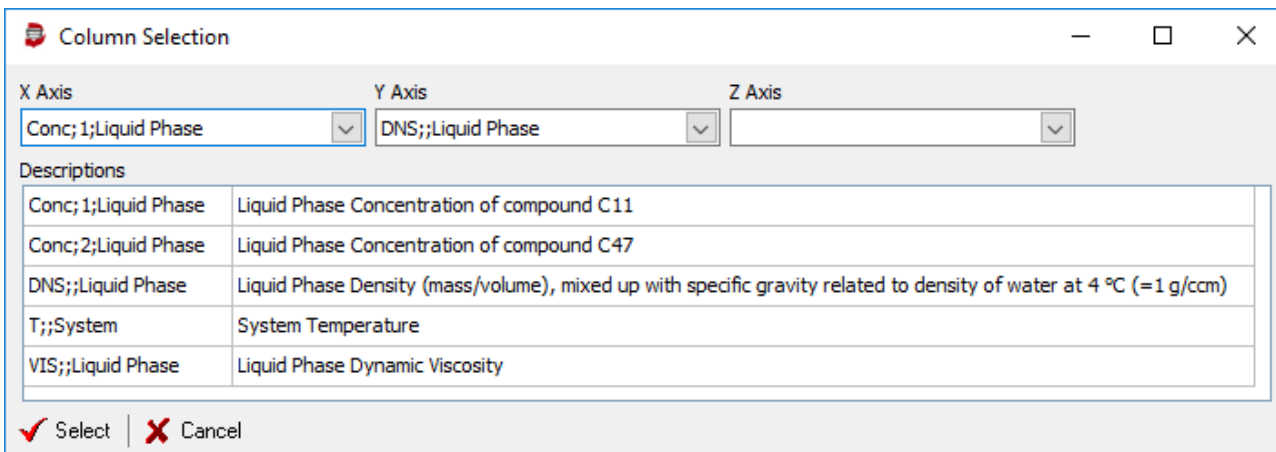 Column Selection
X Axis Y Axis Z Axis
Conc;1;Liquid Phase DNS;;Liquid Phase
Descriptions
Conc;1;Liquid Phase Liquid Phase Concentration of compound C11
Conc;2;Liquid Phase Liquid Phase Concentration of compound C47
DNS;;Liquid Phase Liquid Phase Density (mass/volume), mixed up with specific gravity related to density of water at 4 °C (=1 g/ccm)
T;;System System Temperature
VIS;;Liquid Phase Liquid Phase Dynamic Viscosity
Select Cancel